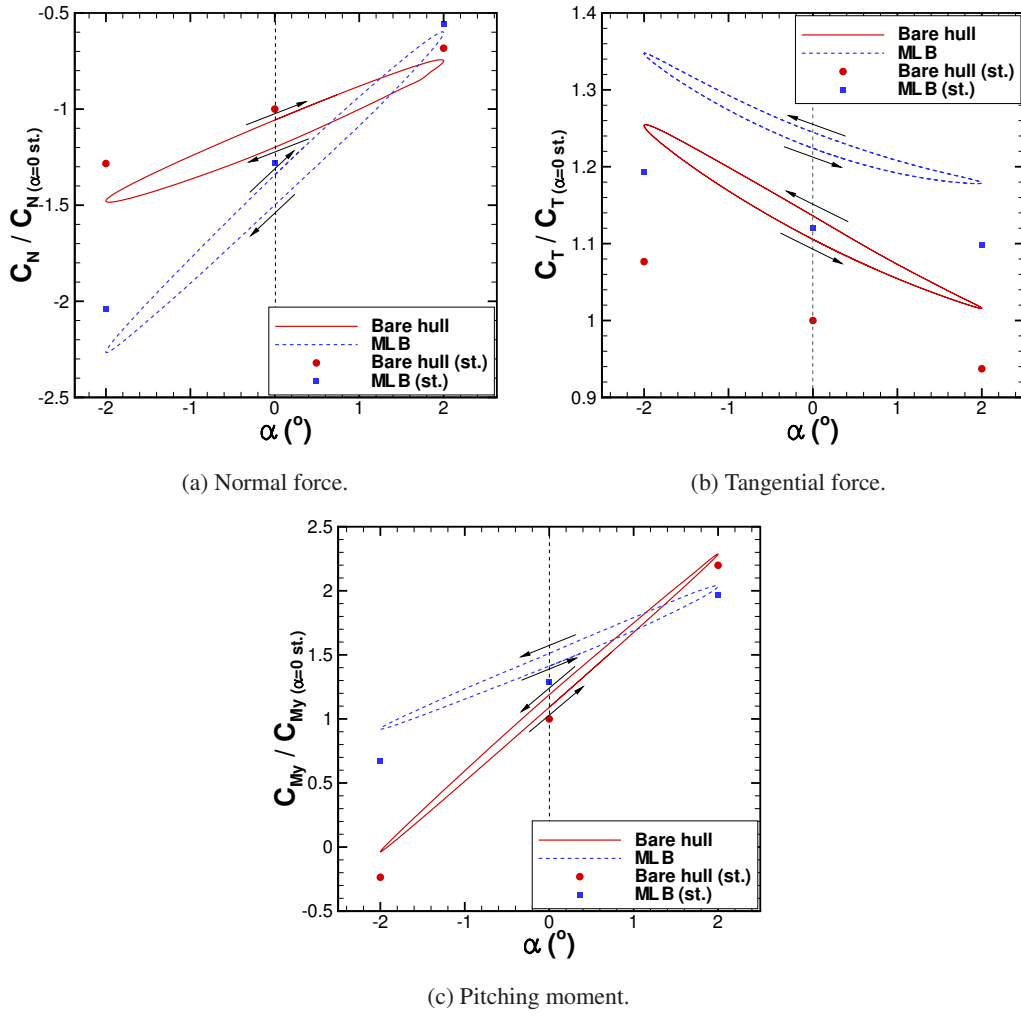 -0.5
-1
-1.5
-2
-2.5
C_N / C_N (α=0 st.)
-2 -1 0 1 2
α (°)
Bare hull
MLB
Bare hull (st.)
MLB (st.)
(a) Normal force.
1.4
1.3
1.2
1.1
1
0.9
C_T / C_T (α=0 st.)
-2 -1 0 1 2
α (°)
Bare hull
MLB
Bare hull (st.)
MLB (st.)
(b) Tangential force.
2.5
2
1.5
1
0.5
0
-0.5
C_My / C_My (α=0 st.)
-2 -1 0 1 2
α (°)
Bare hull
MLB
Bare hull (st.)
MLB (st.)
(c) Pitching moment.